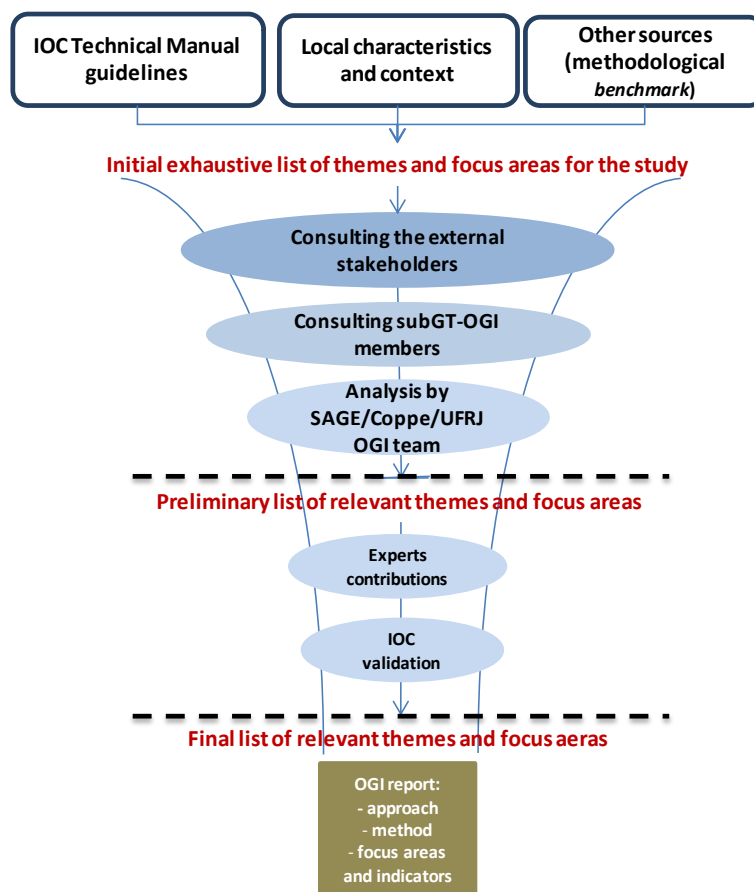 IOC Technical Manual
guidelines
Local characteristics
and context
Other sources
(methodological
benchmark)
Initial exhaustive list of themes and focus areas for the study
Consulting the external
stakeholders
Consulting subGT-OGI
members
Analysis by
SAGE/Coppe/UFRJ
OGI team
Preliminary list of relevant themes and focus areas
Experts
contributions
IOC
validation
Final list of relevant themes and focus aeras
OGI report:
- approach
- method
- focus areas
and indicators